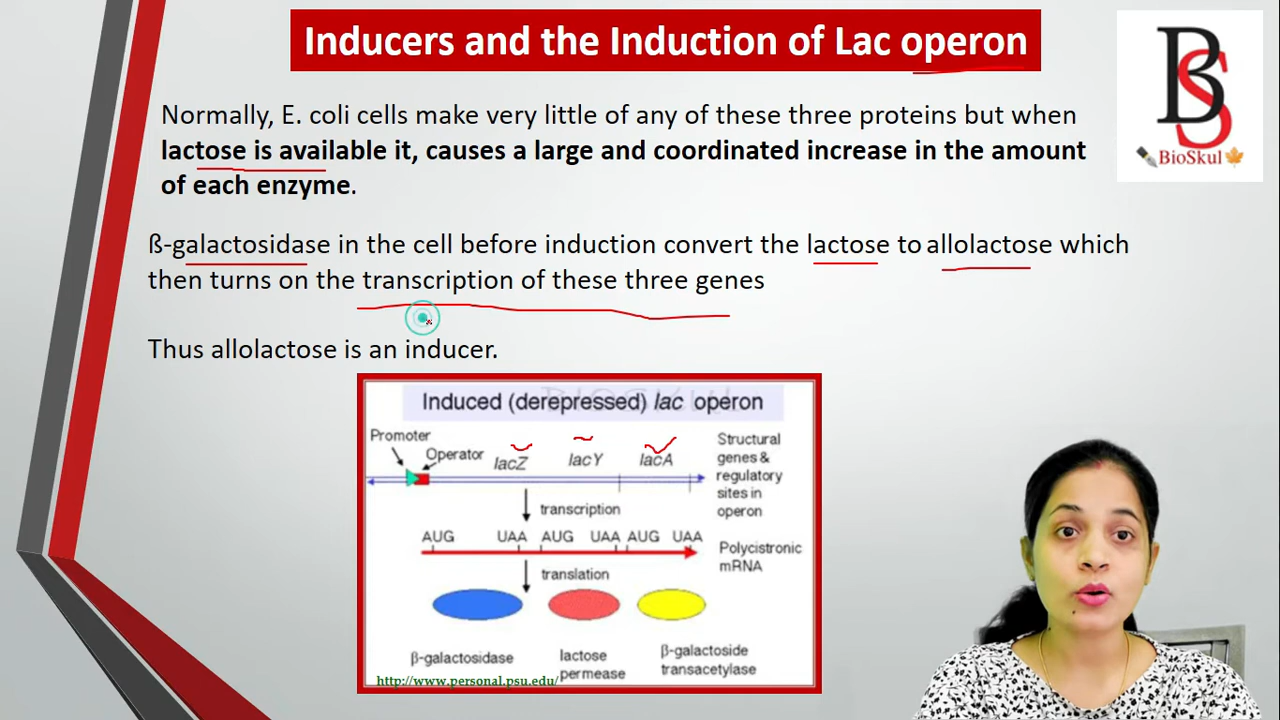 Inducers and the Induction of Lac operon
BS
BioSkul
Normally, E. coli cells make very little of any of these three proteins but when
lactose is available it, causes a large and coordinated increase in the amount
of each enzyme.
ß-galactosidase in the cell before induction convert the lactose to allolactose which
then turns on the transcription of these three genes
Thus allolactose is an inducer.
Induced (derepressed) lac operon
Promoter
Operator
lacZ
lacY
lacA
Structural
genes &
regulatory
sites in
operon
transcription
AUG UAA AUG UAA AUG UAA
Polycistronic
mRNA
translation
β-galactosidase
lactose
permease
β-galactoside
transacetylase
http://www.personal.psu.edu/